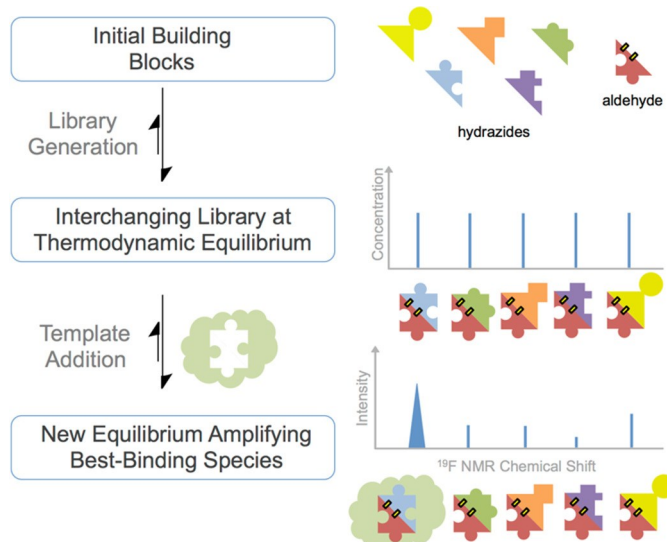 Initial Building
Blocks
hydrazides
aldehyde
Library
Generation
Interchanging Library at
Thermodynamic Equilibrium
Concentration
Template
Addition
Intensity
New Equilibrium Amplifying
Best-Binding Species
¹⁹F NMR Chemical Shift